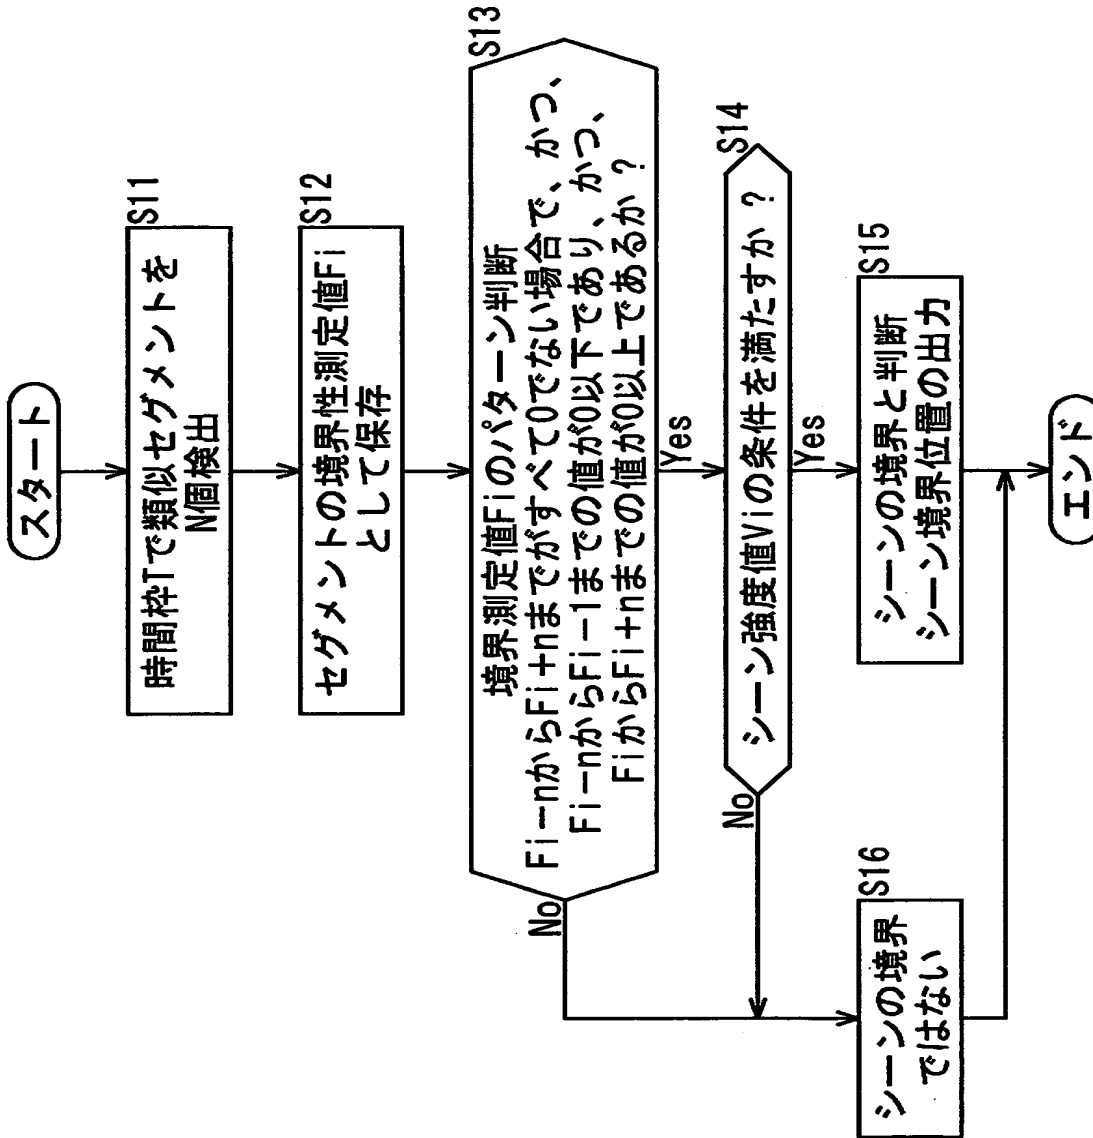 スタート
S11
時間枠Tで類似セグメントを
N個検出
S12
セグメントの境界性測定値Fi
として保存
S13
境界測定値Fiのパターン判断
Fi−nからFi+nまでがすべて0でない場合で、かつ、
Fi−nからFi−1までの値が0以下であり、かつ、
FiからFi+nまでの値が0以上であるか？
No
Yes
S14
シーン強度値Viの条件を満たすか？
No
Yes
S15
シーンの境界と判断
シーン境界位置の出力
S16
シーンの境界
ではない
エンド